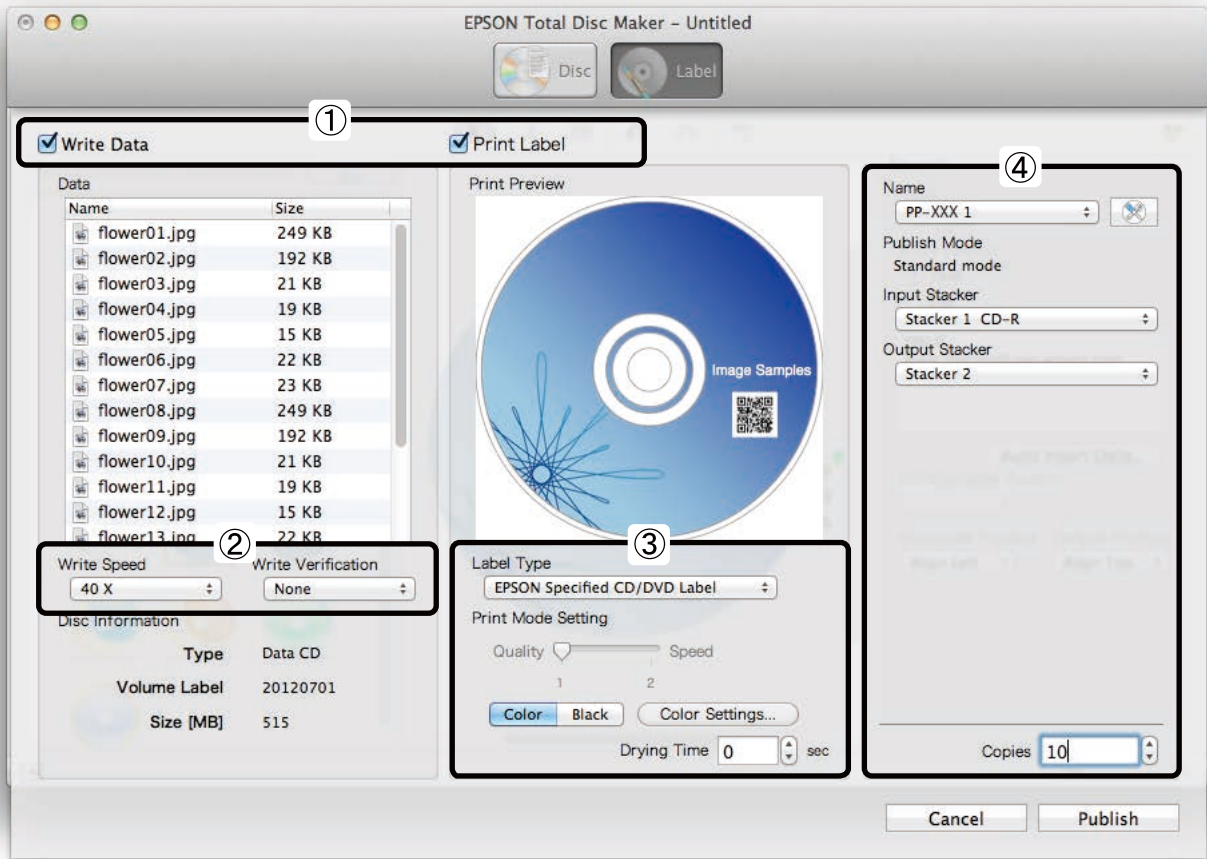 EPSON Total Disc Maker – Untitled
Disc
Label
①
Write Data
Print Label
Data
Name Size
flower01.jpg 249 KB
flower02.jpg 192 KB
flower03.jpg 21 KB
flower04.jpg 19 KB
flower05.jpg 15 KB
flower06.jpg 22 KB
flower07.jpg 23 KB
flower08.jpg 249 KB
flower09.jpg 192 KB
flower10.jpg 21 KB
flower11.jpg 19 KB
flower12.jpg 15 KB
flower13.jpg 22 KB
②
Write Speed Write Verification
40 X None
Disc Information
Type Data CD
Volume Label 20120701
Size [MB] 515
Print Preview
Image Samples
③
Label Type
EPSON Specified CD/DVD Label
Print Mode Setting
Quality Speed
1 2
Color Black Color Settings...
Drying Time 0 sec
④
Name
PP-XXX 1
Publish Mode
Standard mode
Input Stacker
Stacker 1 CD-R
Output Stacker
Stacker 2
Copies 10
Cancel Publish